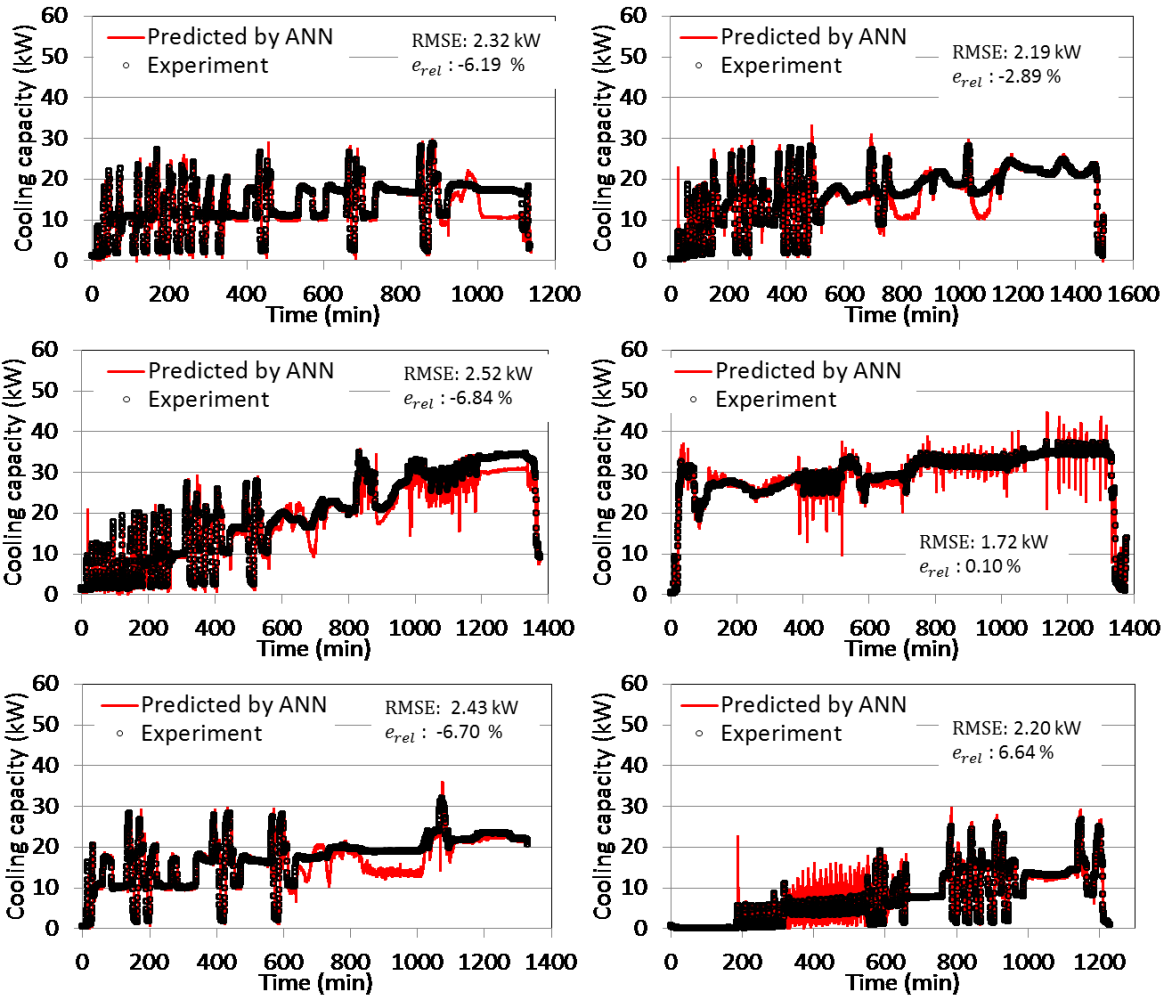 Cooling capacity (kW)
60
50
40
30
20
10
0
Predicted by ANN
Experiment
RMSE: 2.32 kW
e_rel : -6.19 %
0 200 400 600 800 1000 1200
Time (min)
Cooling capacity (kW)
60
50
40
30
20
10
0
Predicted by ANN
Experiment
RMSE: 2.19 kW
e_rel : -2.89 %
0 200 400 600 800 1000 1200 1400 1600
Time (min)
Cooling capacity (kW)
60
50
40
30
20
10
0
Predicted by ANN
Experiment
RMSE: 2.52 kW
e_rel : -6.84 %
0 200 400 600 800 1000 1200 1400
Time (min)
Cooling capacity (kW)
60
50
40
30
20
10
0
Predicted by ANN
Experiment
RMSE: 1.72 kW
e_rel : 0.10 %
0 200 400 600 800 1000 1200 1400
Time (min)
Cooling capacity (kW)
60
50
40
30
20
10
0
Predicted by ANN
Experiment
RMSE: 2.43 kW
e_rel : -6.70 %
0 200 400 600 800 1000 1200 1400
Time (min)
Cooling capacity (kW)
60
50
40
30
20
10
0
Predicted by ANN
Experiment
RMSE: 2.20 kW
e_rel : 6.64 %
0 200 400 600 800 1000 1200
Time (min)